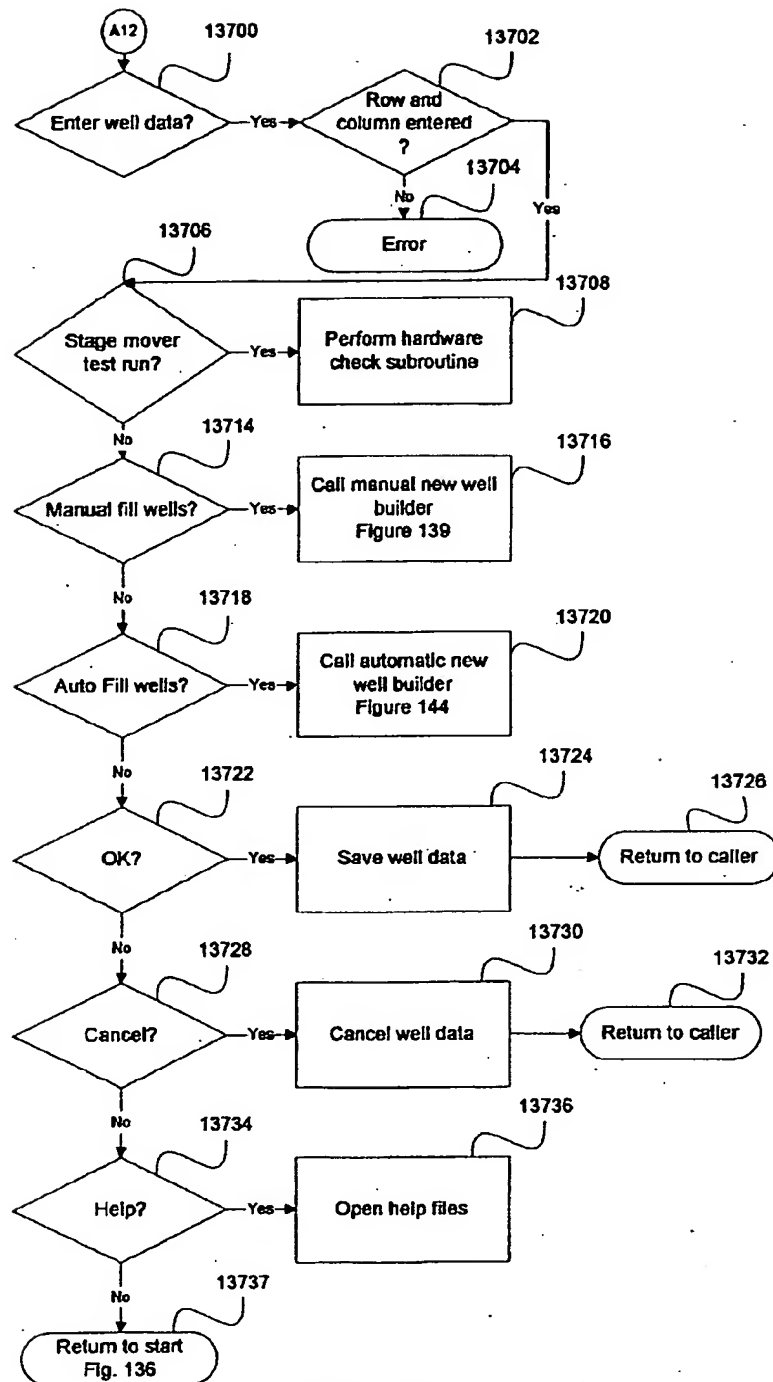 A12
13700
13702
Enter well data?
Yes
Row and
column entered
?
13704
No
Yes
Error
13706
13708
Stage mover
test run?
Yes
Perform hardware
check subroutine
No
13714
13716
Manual fill wells?
Yes
Call manual new well
builder
Figure 139
No
13718
13720
Auto Fill wells?
Yes
Call automatic new
well builder
Figure 144
No
13722
13724
13726
OK?
Yes
Save well data
Return to caller
No
13728
13730
13732
Cancel?
Yes
Cancel well data
Return to caller
No
13734
13736
Help?
Yes
Open help files
No
13737
Return to start
Fig. 136